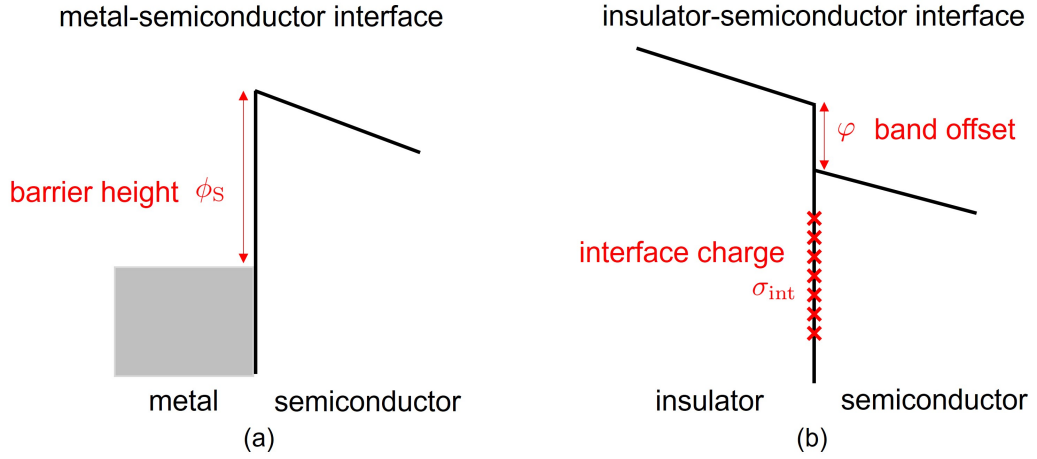 metal-semiconductor interface
barrier height ϕS
metal semiconductor
(a)
insulator-semiconductor interface
φ band offset
interface charge
σint
insulator semiconductor
(b)